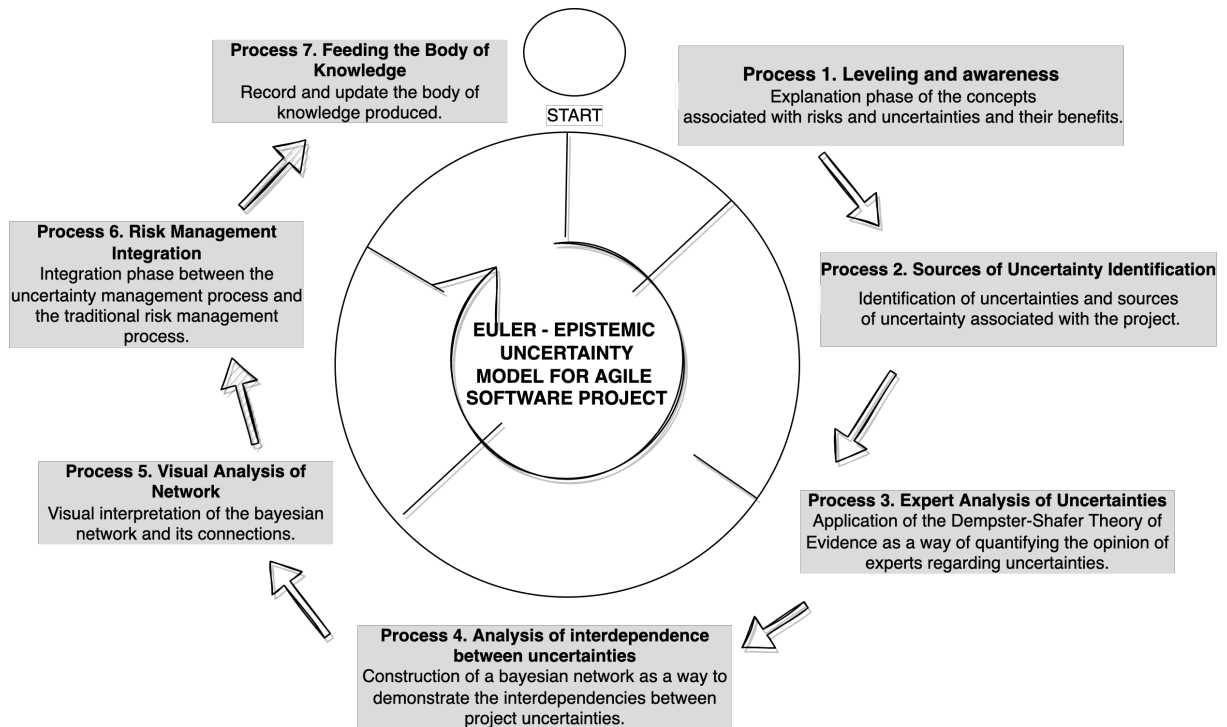 START
Process 1. Leveling and awareness
Explanation phase of the concepts
associated with risks and uncertainties and their benefits.
Process 2. Sources of Uncertainty Identification
Identification of uncertainties and sources
of uncertainty associated with the project.
Process 3. Expert Analysis of Uncertainties
Application of the Dempster-Shafer Theory of
Evidence as a way of quantifying the opinion of
experts regarding uncertainties.
Process 4. Analysis of interdependence
between uncertainties
Construction of a bayesian network as a way to
demonstrate the interdependencies between
project uncertainties.
Process 5. Visual Analysis of
Network
Visual interpretation of the bayesian
network and its connections.
Process 6. Risk Management
Integration
Integration phase between the
uncertainty management process and
the traditional risk management
process.
Process 7. Feeding the Body of
Knowledge
Record and update the body of
knowledge produced.
EULER - EPISTEMIC
UNCERTAINTY
MODEL FOR AGILE
SOFTWARE PROJECT